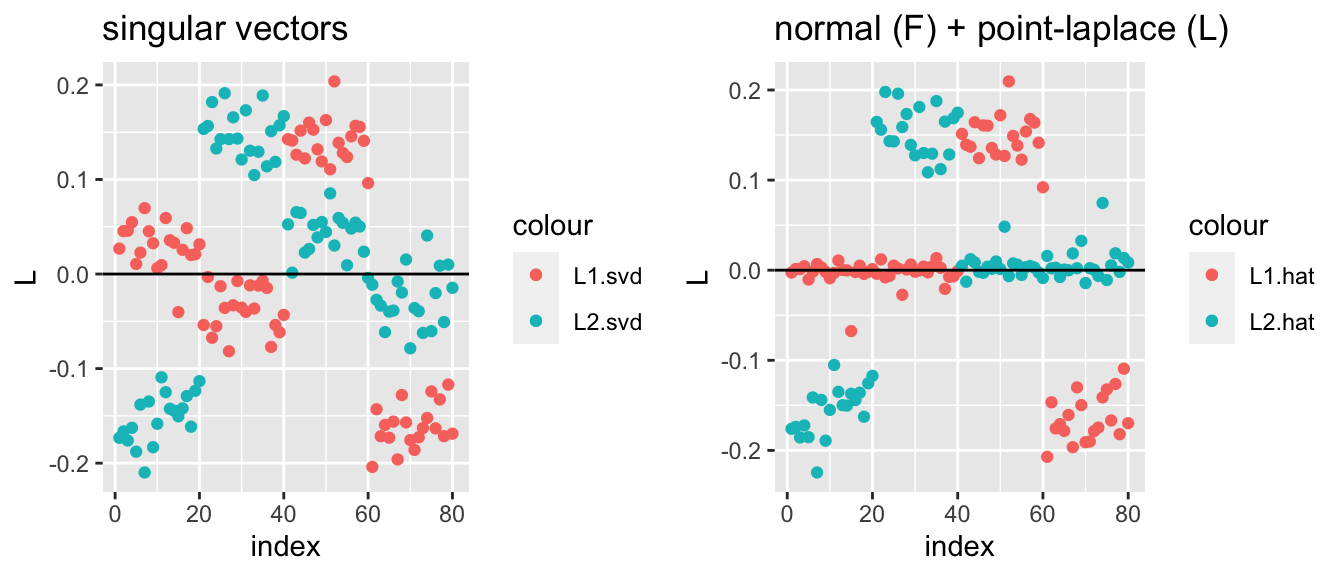 singular vectors
L
0.2
0.1
0.0
-0.1
-0.2
0 20 40 60 80
index
colour
L1.svd
L2.svd
normal (F) + point-laplace (L)
L
0.2
0.1
0.0
-0.1
-0.2
0 20 40 60 80
index
colour
L1.hat
L2.hat